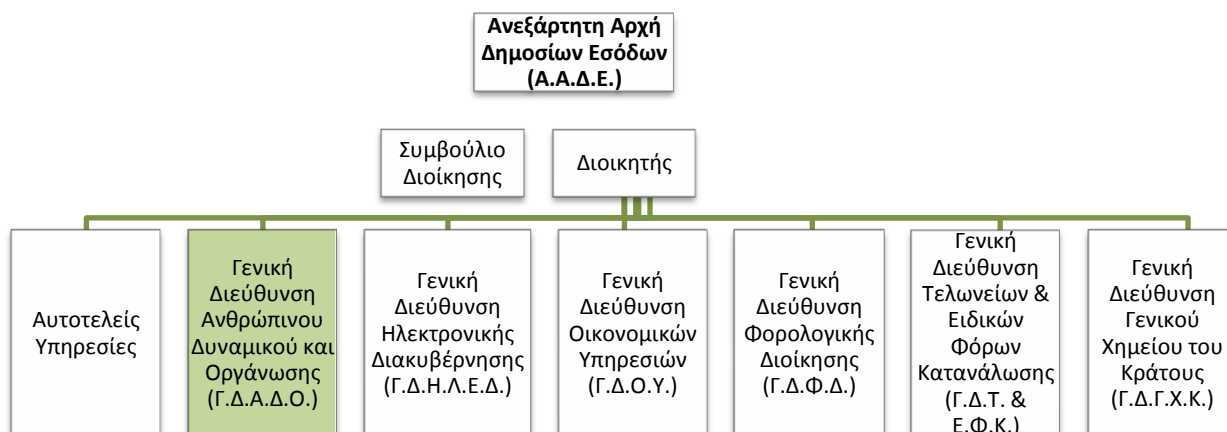 Ανεξάρτητη Αρχή
Δημοσίων Εσόδων
(Α.Α.Δ.Ε.)
Συμβούλιο
Διοίκησης
Διοικητής
Αυτοτελείς
Υπηρεσίες
Γενική
Διεύθυνση
Ανθρώπινου
Δυναμικού και
Οργάνωσης
(Γ.Δ.Α.Δ.Ο.)
Γενική
Διεύθυνση
Ηλεκτρονικής
Διακυβέρνησης
(Γ.Δ.Η.Λ.Ε.Δ.)
Γενική
Διεύθυνση
Οικονομικών
Υπηρεσιών
(Γ.Δ.Ο.Υ.)
Γενική
Διεύθυνση
Φορολογικής
Διοίκησης
(Γ.Δ.Φ.Δ.)
Γενική
Διεύθυνση
Τελωνείων &
Ειδικών
Φόρων
Κατανάλωσης
(Γ.Δ.Τ. &
Ε.Φ.Κ.)
Γενική
Διεύθυνση
Γενικού
Χημείου του
Κράτους
(Γ.Δ.Γ.Χ.Κ.)